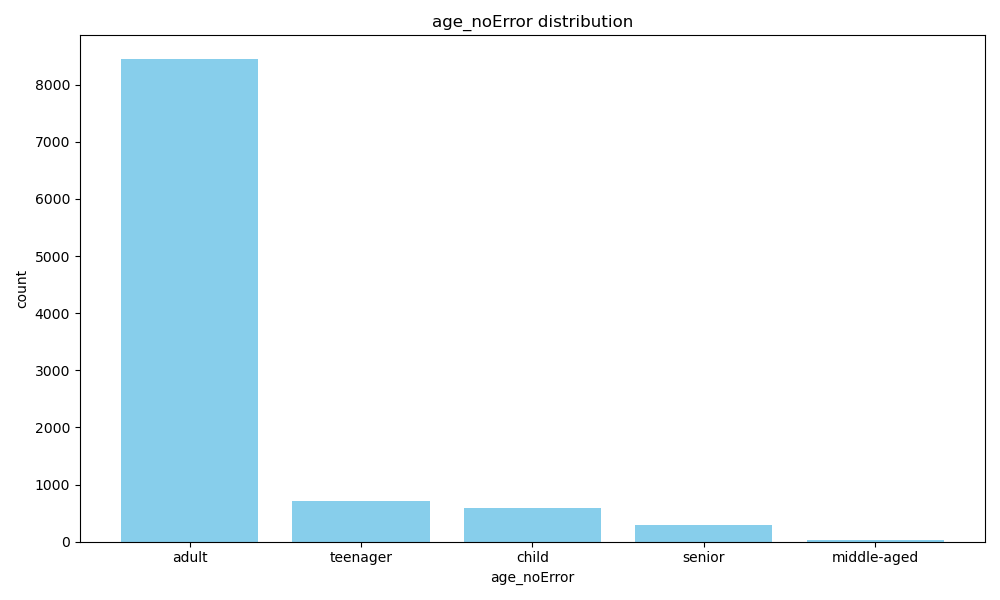 age_noError distribution
count
8000
7000
6000
5000
4000
3000
2000
1000
0
adult teenager child senior middle-aged
age_noError